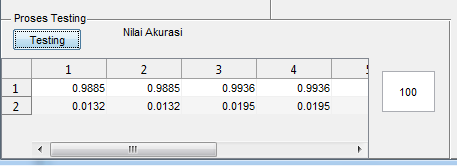 Proses Testing
Testing
Nilai Akurasi
1 2 3 4
1 0.9885 0.9885 0.9936 0.9936
2 0.0132 0.0132 0.0195 0.0195
100